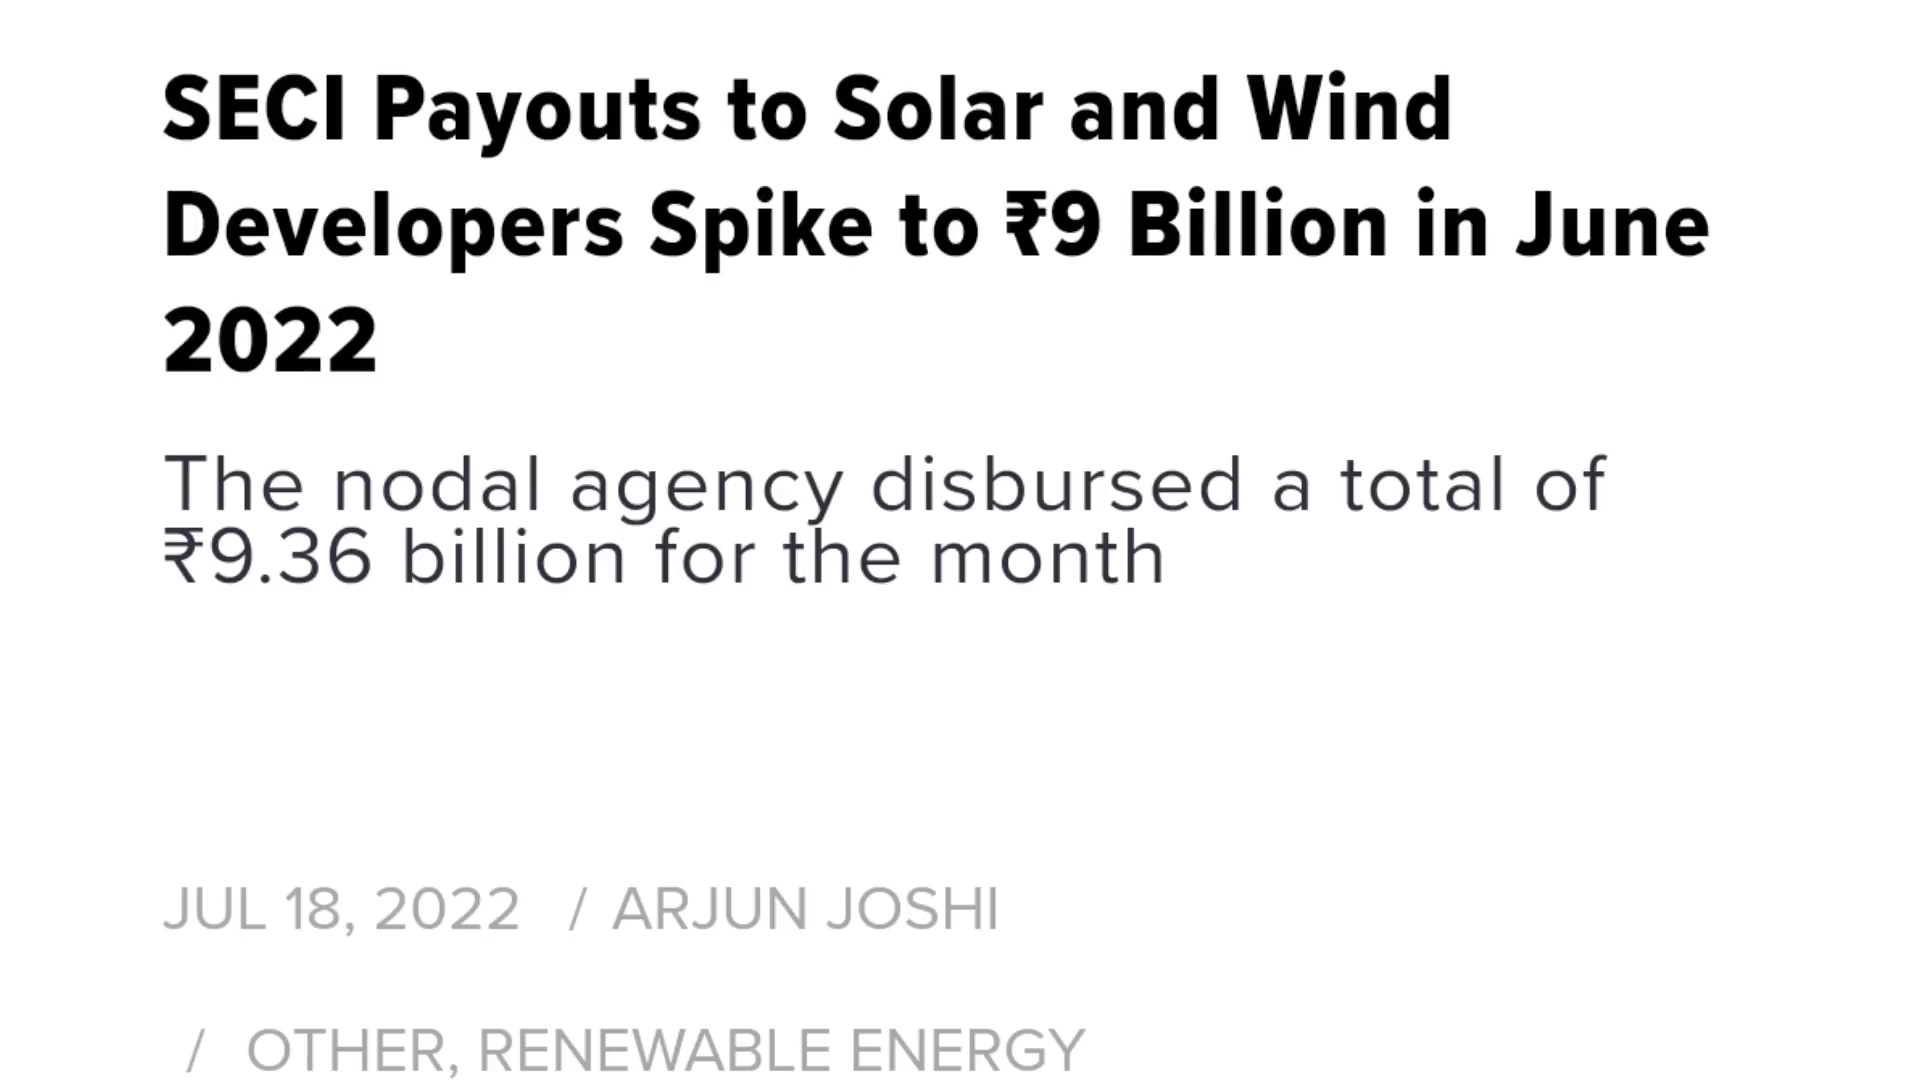 SECI Payouts to Solar and Wind
Developers Spike to ₹9 Billion in June
2022
The nodal agency disbursed a total of
₹9.36 billion for the month
JUL 18, 2022 / ARJUN JOSHI
/ OTHER, RENEWABLE ENERGY